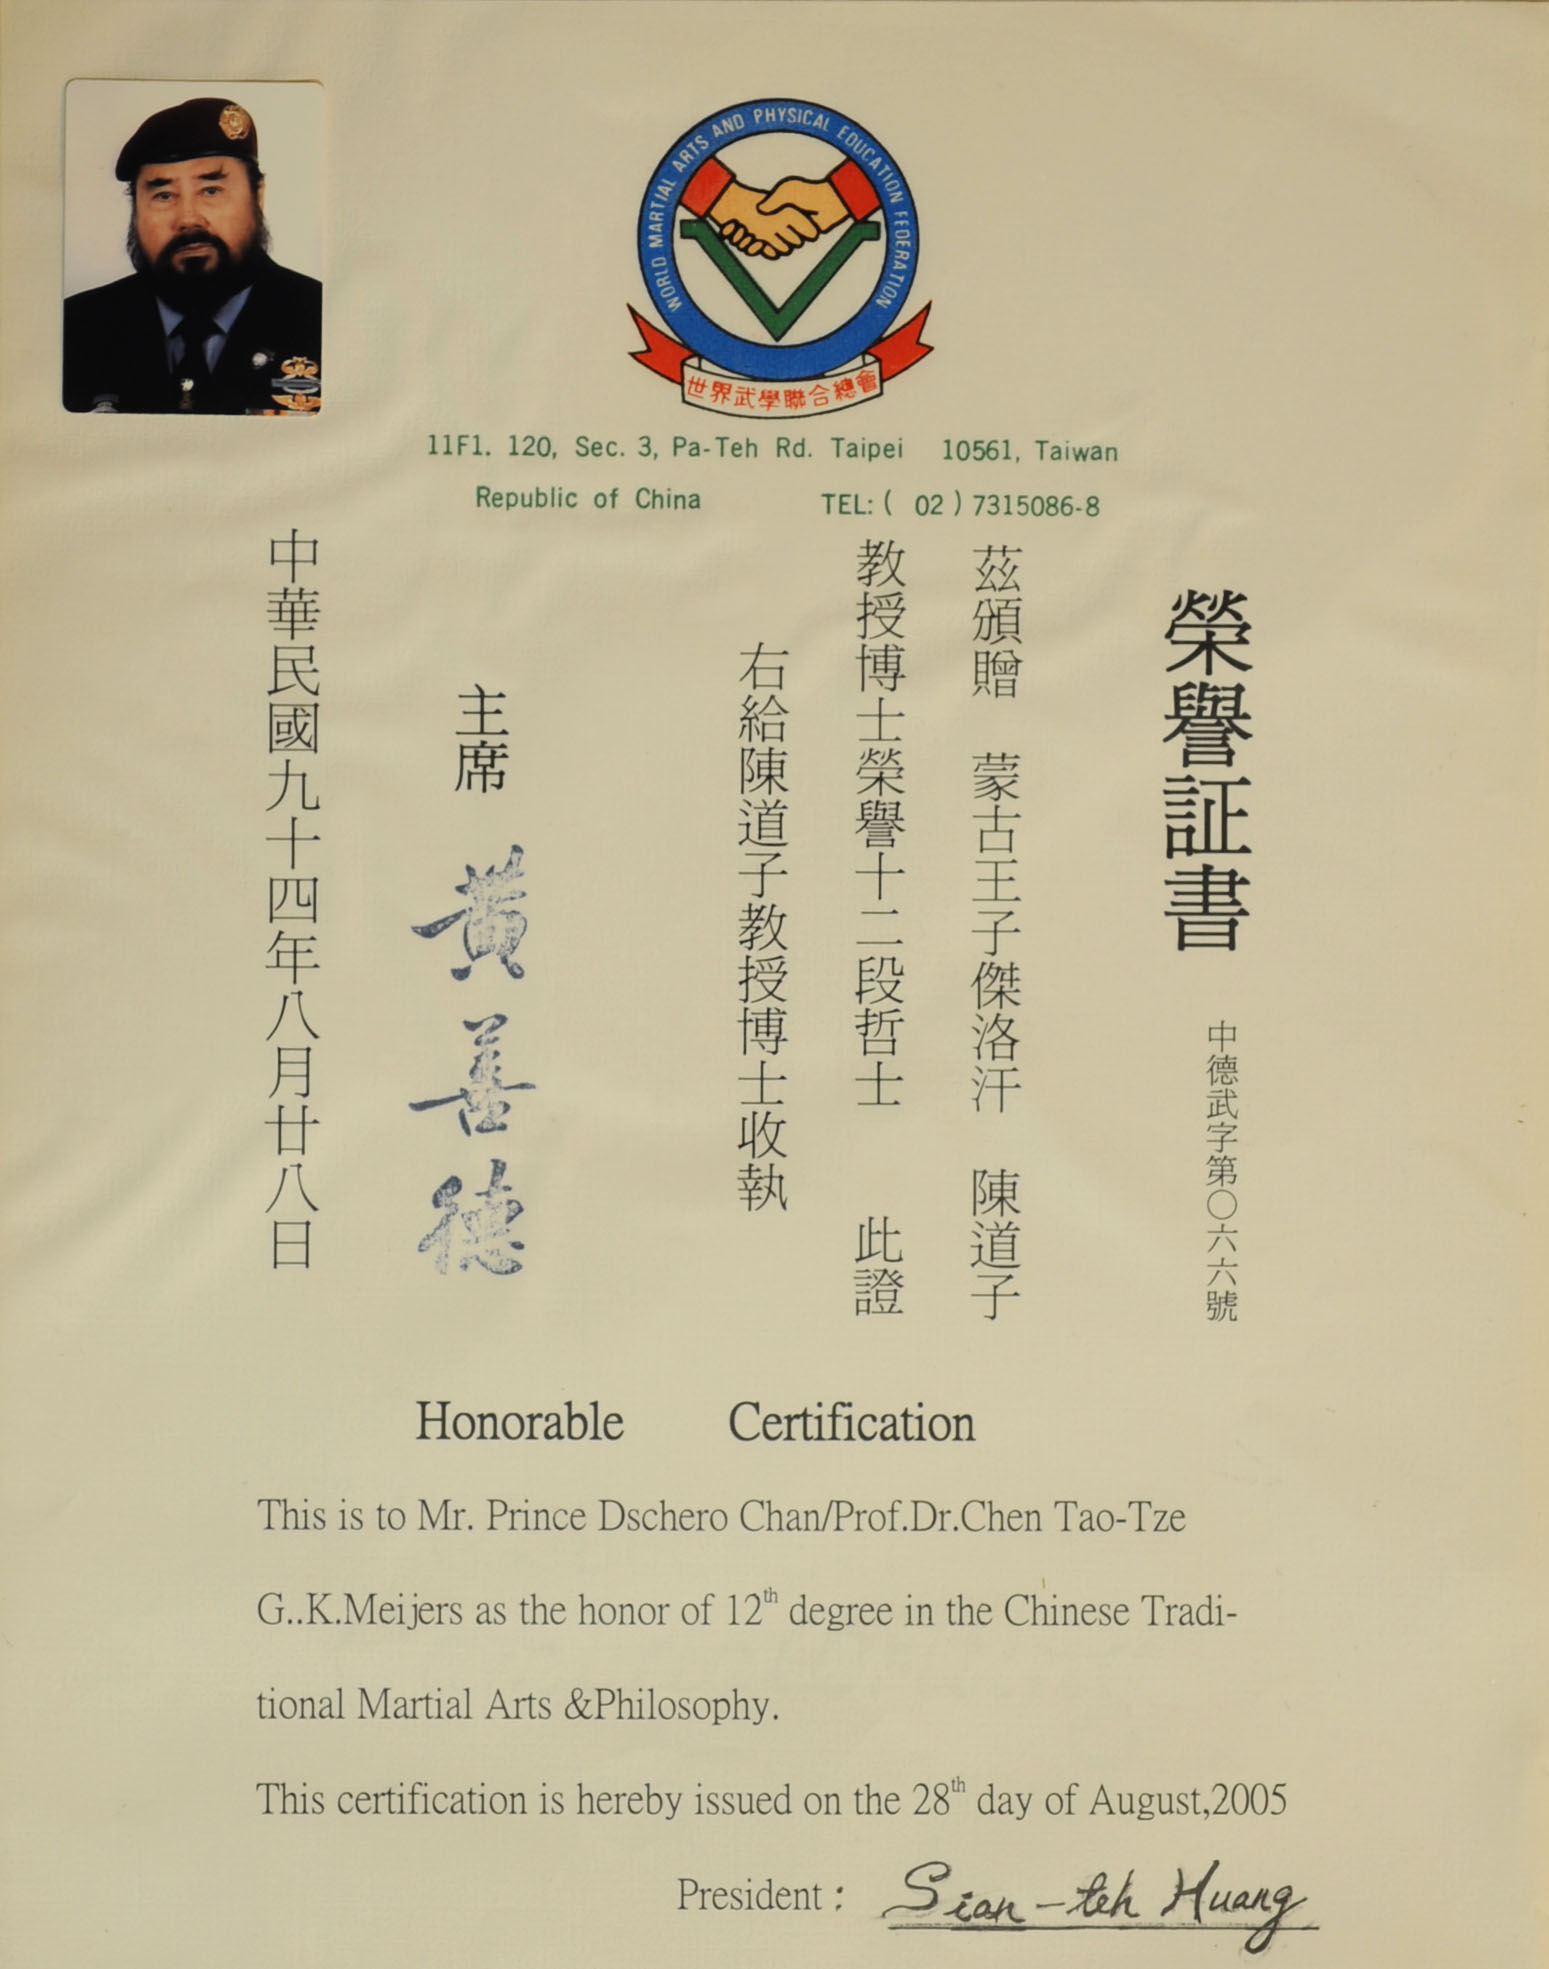 WORLD MARTIAL ARTS AND PHYSICAL EDUCATION FEDERATION
世界武學聯合總會
11Fl. 120, Sec. 3, Pa-Teh Rd. Taipei 10561, Taiwan
Republic of China TEL: ( 02 ) 7315086-8
榮譽証書
中德武字第〇六六號
茲頒贈 蒙古王子傑洛汗 陳道子
教授博士榮譽十二段哲士 此證
右給陳道子教授博士收執
主席 黃善德
中華民國九十四年八月廿八日
Honorable Certification
This is to Mr. Prince Dschero Chan/Prof.Dr.Chen Tao-Tze
G..K.Meijers as the honor of 12th degree in the Chinese Tradi-
tional Martial Arts &Philosophy.
This certification is hereby issued on the 28th day of August,2005
President : Sian-teh Huang